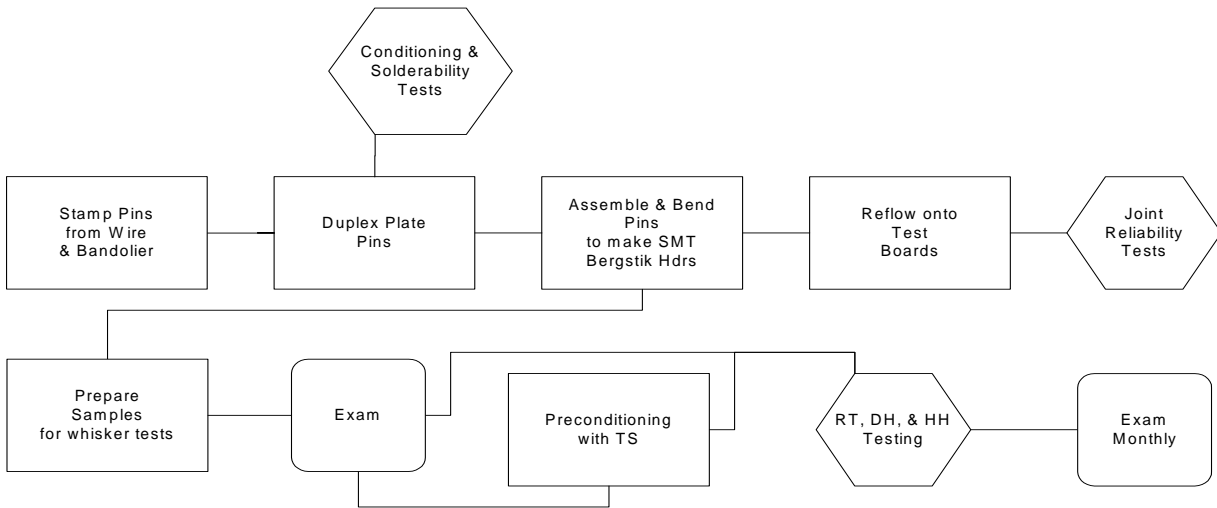 Conditioning &
Solderability
Tests
Stamp Pins
from Wire
& Bandolier
Duplex Plate
Pins
Assemble & Bend
Pins
to make SMT
Bergstik Hdrs
Reflow onto
Test
Boards
Joint
Reliability
Tests
Prepare
Samples
for whisker tests
Exam
Preconditioning
with TS
RT, DH, & HH
Testing
Exam
Monthly